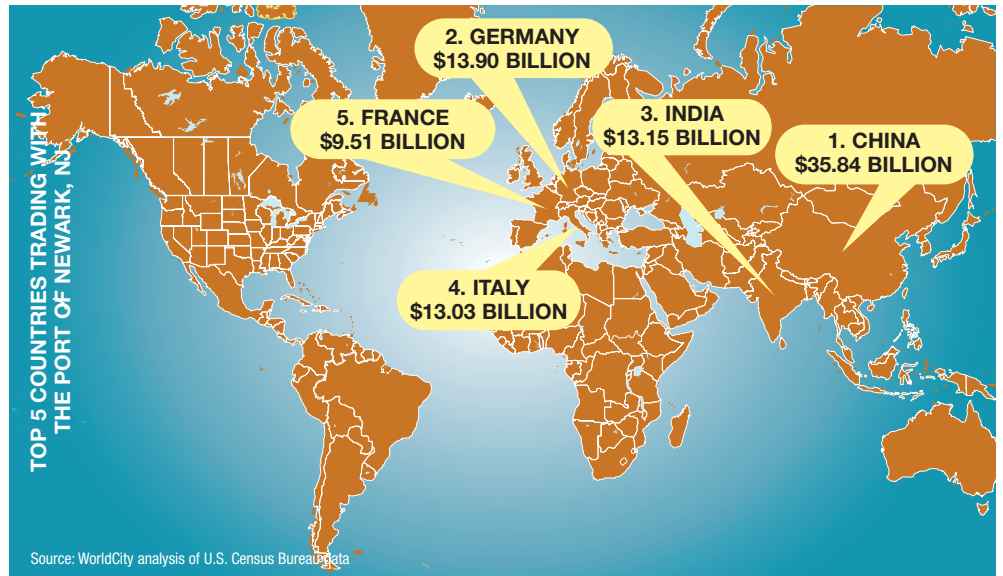 TOP 5 COUNTRIES TRADING WITH
THE PORT OF NEWARK, NJ
2. GERMANY
$13.90 BILLION
5. FRANCE
$9.51 BILLION
3. INDIA
$13.15 BILLION
1. CHINA
$35.84 BILLION
4. ITALY
$13.03 BILLION
Source: WorldCity analysis of U.S. Census Bureau data